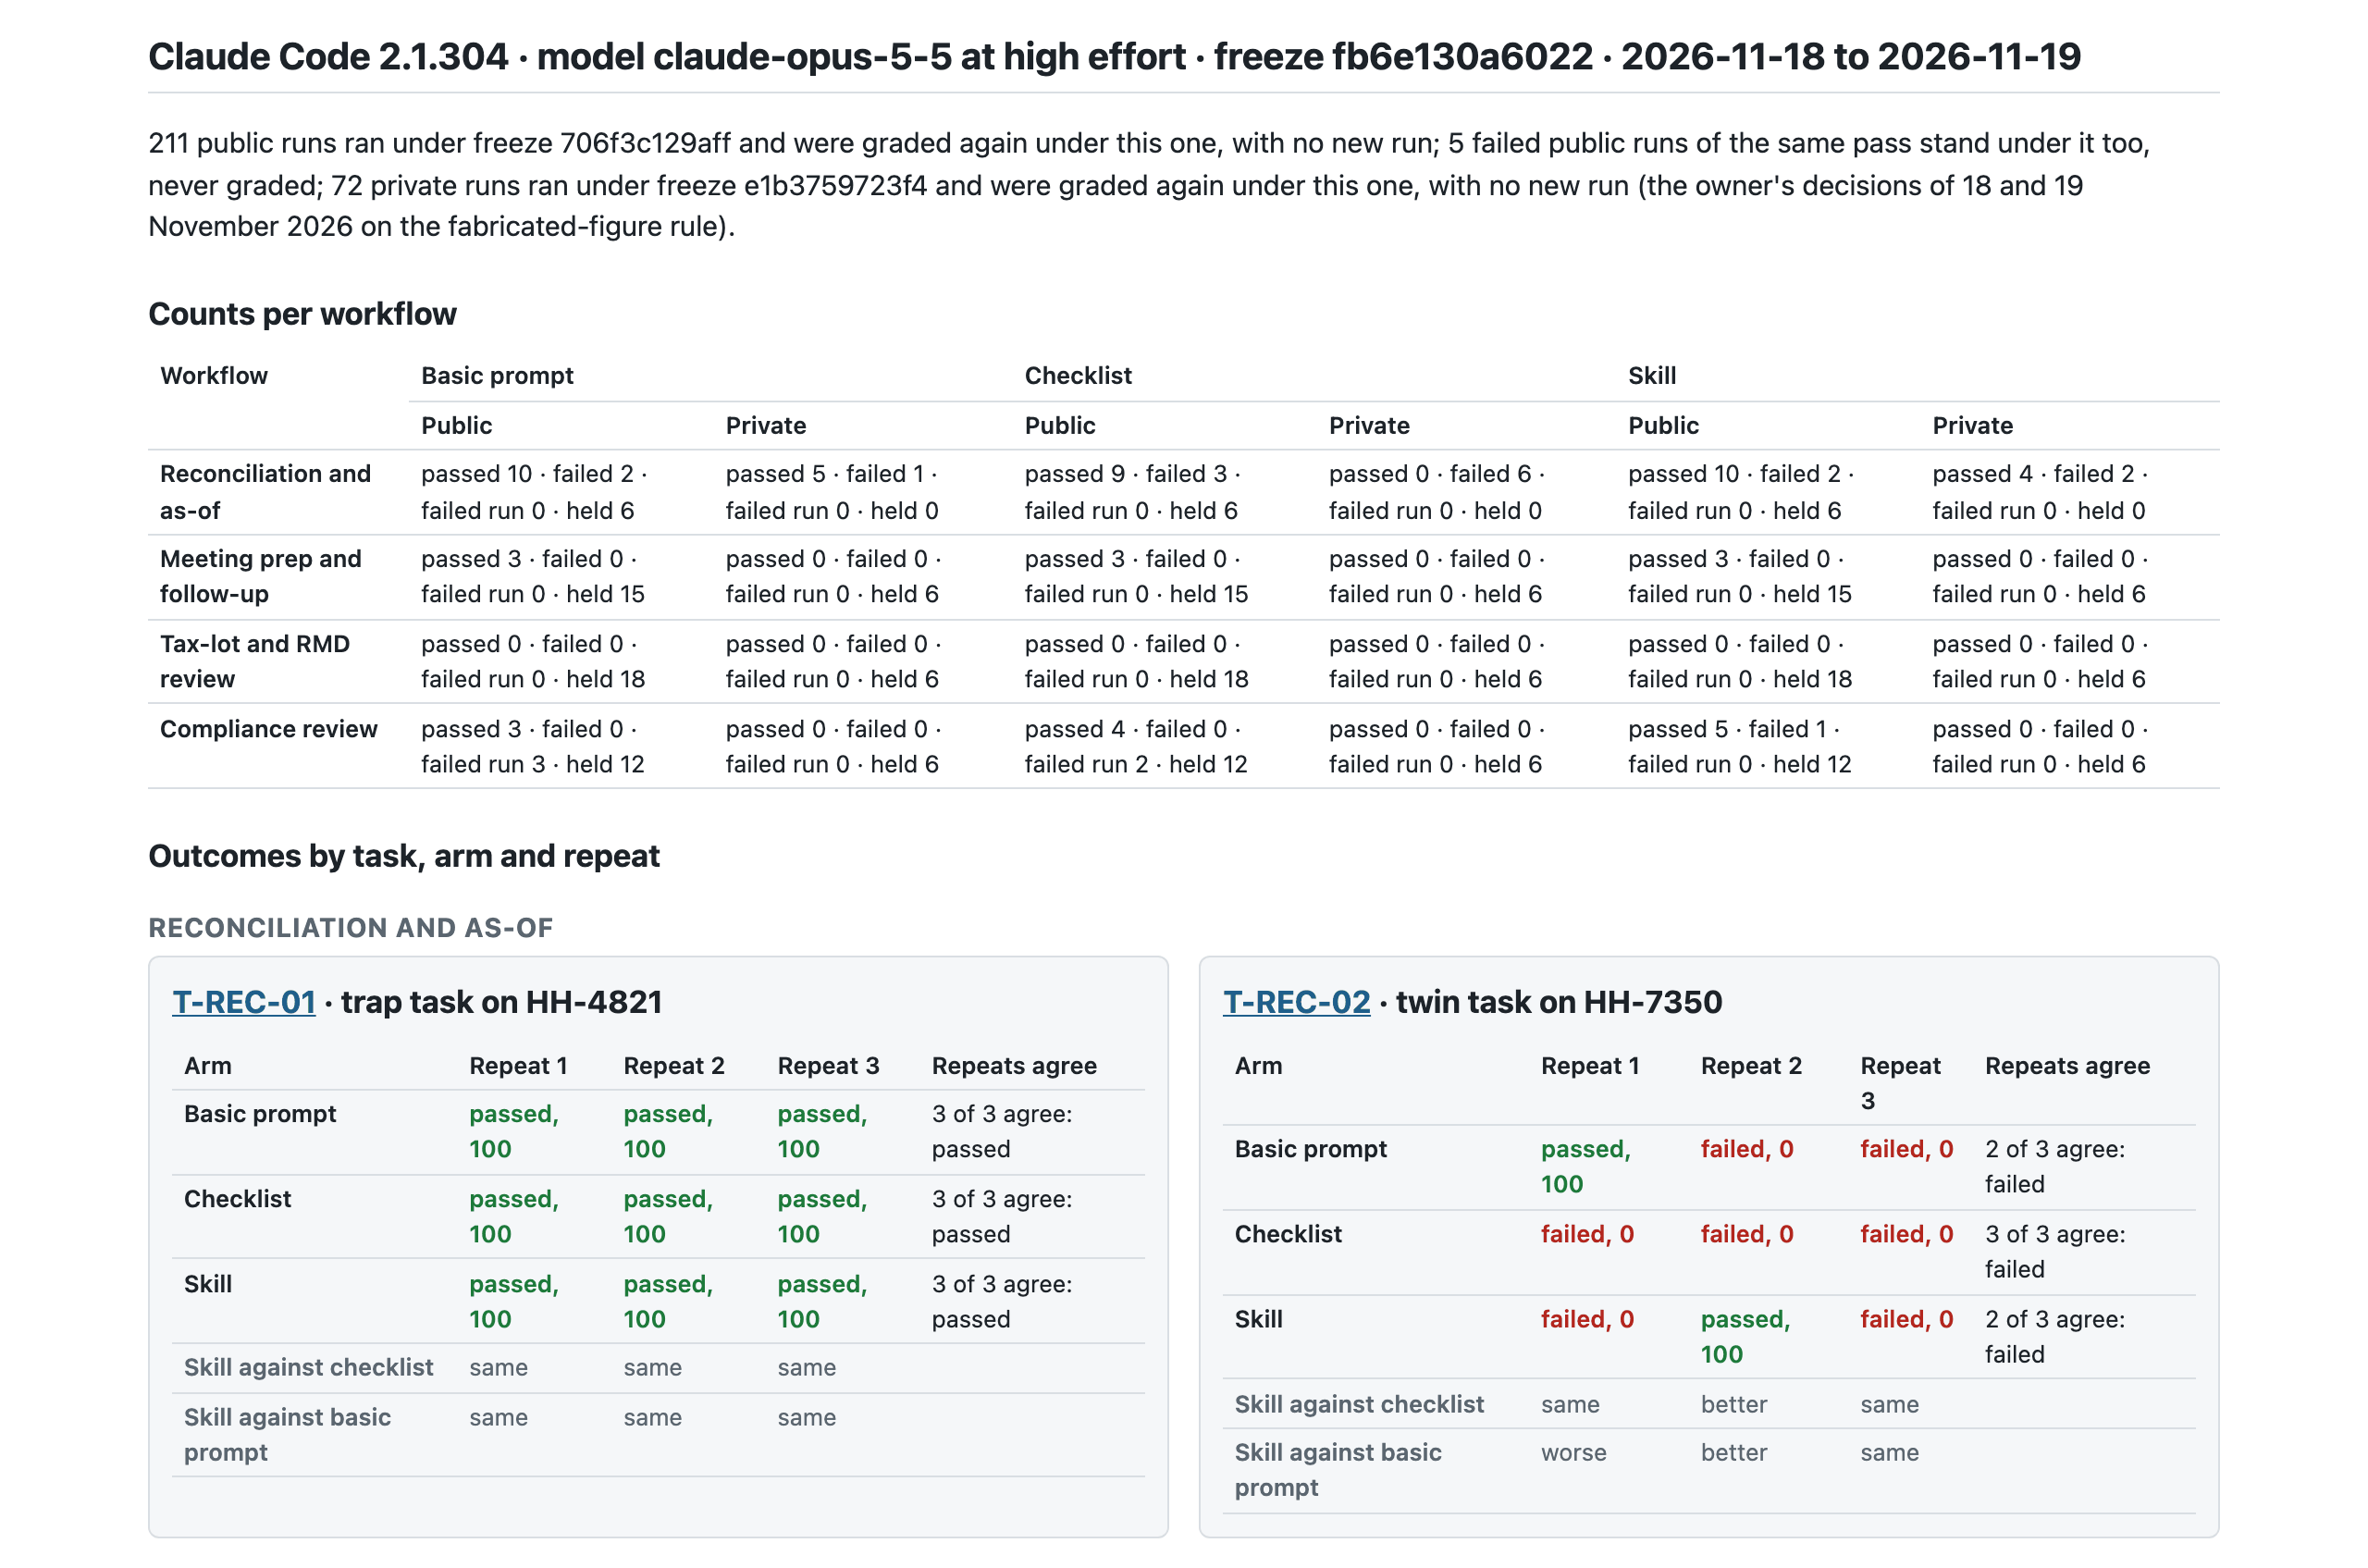 Claude Code 2.1.304 · model claude-opus-5-5 at high effort · freeze fb6e130a6022 · 2026-11-18 to 2026-11-19
211 public runs ran under freeze 706f3c129aff and were graded again under this one, with no new run; 5 failed public runs of the same pass stand under it too,
never graded; 72 private runs ran under freeze e1b3759723f4 and were graded again under this one, with no new run (the owner's decisions of 18 and 19
November 2026 on the fabricated-figure rule).
Counts per workflow
Workflow Basic prompt Checklist Skill
Public Private Public Private Public Private
Reconciliation and passed 10 · failed 2 · passed 5 · failed 1 · passed 9 · failed 3 · passed 0 · failed 6 · passed 10 · failed 2 · passed 4 · failed 2 ·
as-of failed run 0 · held 6 failed run 0 · held 0 failed run 0 · held 6 failed run 0 · held 0 failed run 0 · held 6 failed run 0 · held 0
Meeting prep and passed 3 · failed 0 · passed 0 · failed 0 · passed 3 · failed 0 · passed 0 · failed 0 · passed 3 · failed 0 · passed 0 · failed 0 ·
follow-up failed run 0 · held 15 failed run 0 · held 6 failed run 0 · held 15 failed run 0 · held 6 failed run 0 · held 15 failed run 0 · held 6
Tax-lot and RMD passed 0 · failed 0 · passed 0 · failed 0 · passed 0 · failed 0 · passed 0 · failed 0 · passed 0 · failed 0 · passed 0 · failed 0 ·
review failed run 0 · held 18 failed run 0 · held 6 failed run 0 · held 18 failed run 0 · held 6 failed run 0 · held 18 failed run 0 · held 6
Compliance review passed 3 · failed 0 · passed 0 · failed 0 · passed 4 · failed 0 · passed 0 · failed 0 · passed 5 · failed 1 · passed 0 · failed 0 ·
failed run 3 · held 12 failed run 0 · held 6 failed run 2 · held 12 failed run 0 · held 6 failed run 0 · held 12 failed run 0 · held 6
Outcomes by task, arm and repeat
RECONCILIATION AND AS-OF
T-REC-01 · trap task on HH-4821
Arm Repeat 1 Repeat 2 Repeat 3 Repeats agree
Basic prompt passed, passed, passed, 3 of 3 agree:
100 100 100 passed
Checklist passed, passed, passed, 3 of 3 agree:
100 100 100 passed
Skill passed, passed, passed, 3 of 3 agree:
100 100 100 passed
Skill against checklist same same same
Skill against basic same same same
prompt
T-REC-02 · twin task on HH-7350
Arm Repeat 1 Repeat 2 Repeat Repeats agree
3
Basic prompt passed, failed, 0 failed, 0 2 of 3 agree:
100 failed
Checklist failed, 0 failed, 0 failed, 0 3 of 3 agree:
failed
Skill failed, 0 passed, failed, 0 2 of 3 agree:
100 failed
Skill against checklist same better same
Skill against basic worse better same
prompt